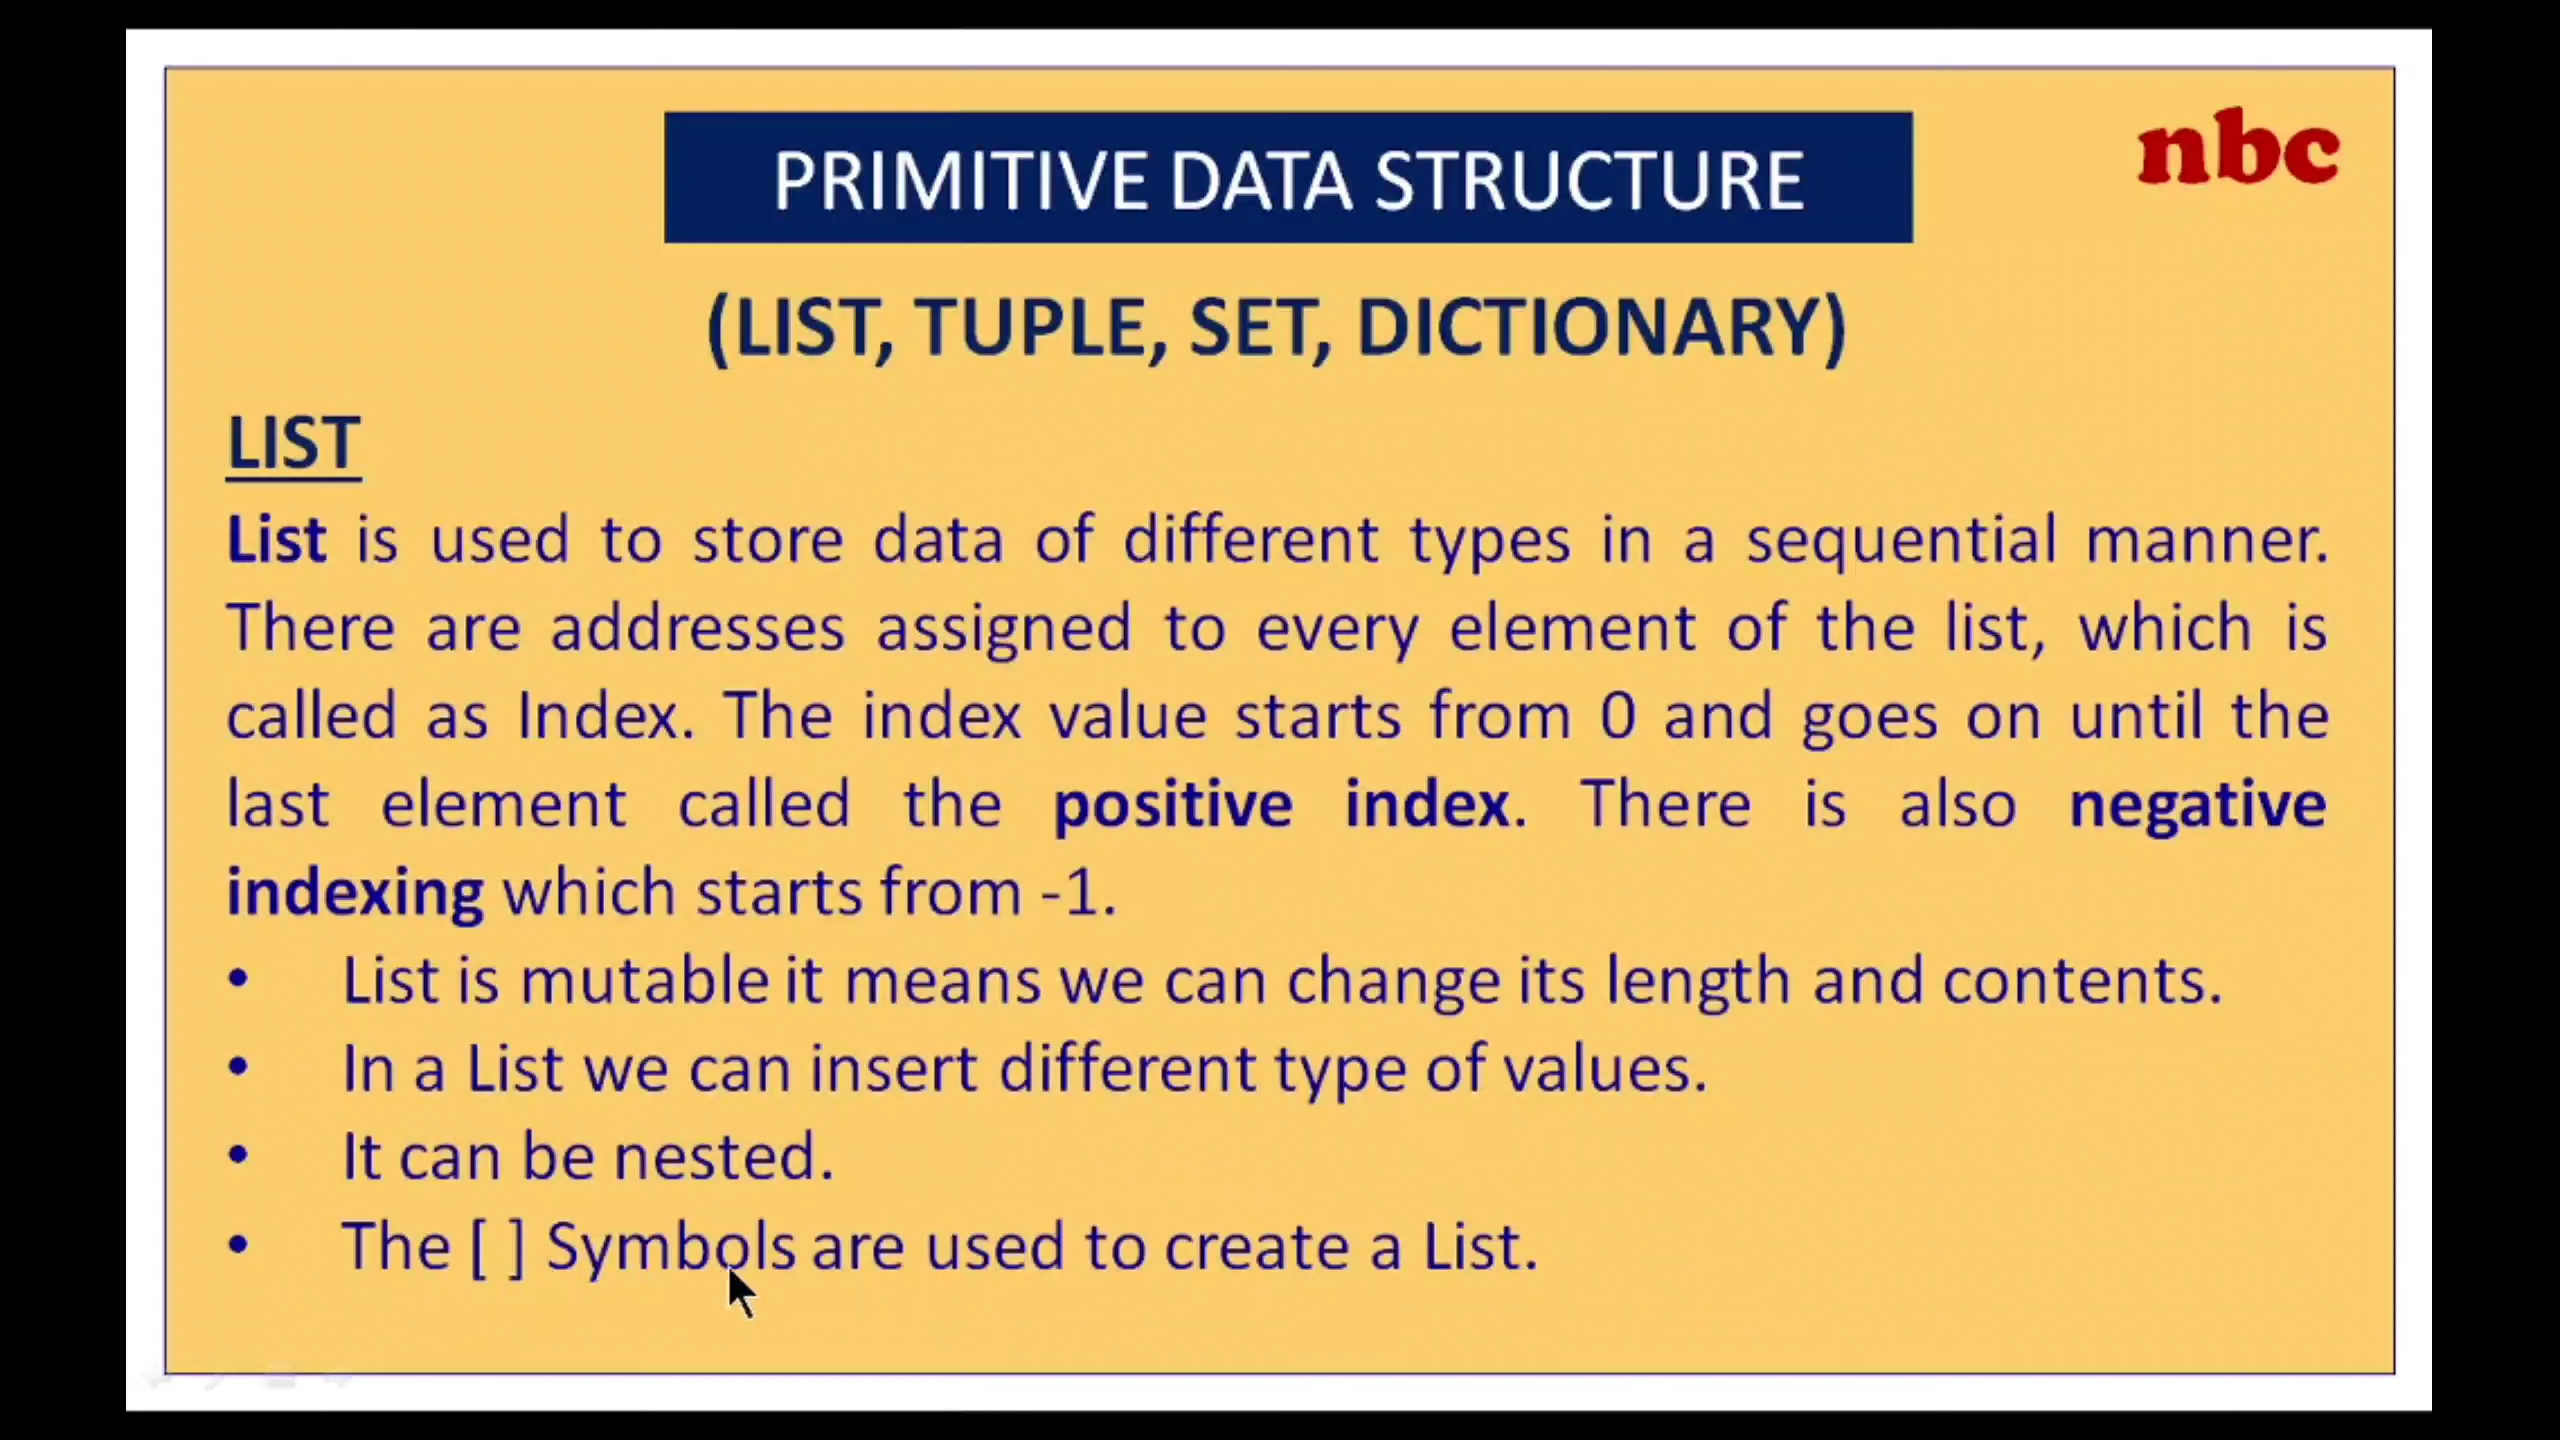 nbc
PRIMITIVE DATA STRUCTURE
(LIST, TUPLE, SET, DICTIONARY)
LIST
List is used to store data of different types in a sequential manner.
There are addresses assigned to every element of the list, which is
called as Index. The index value starts from 0 and goes on until the
last element called the positive index. There is also negative
indexing which starts from -1.
• List is mutable it means we can change its length and contents.
• In a List we can insert different type of values.
• It can be nested.
• The [ ] Symbols are used to create a List.